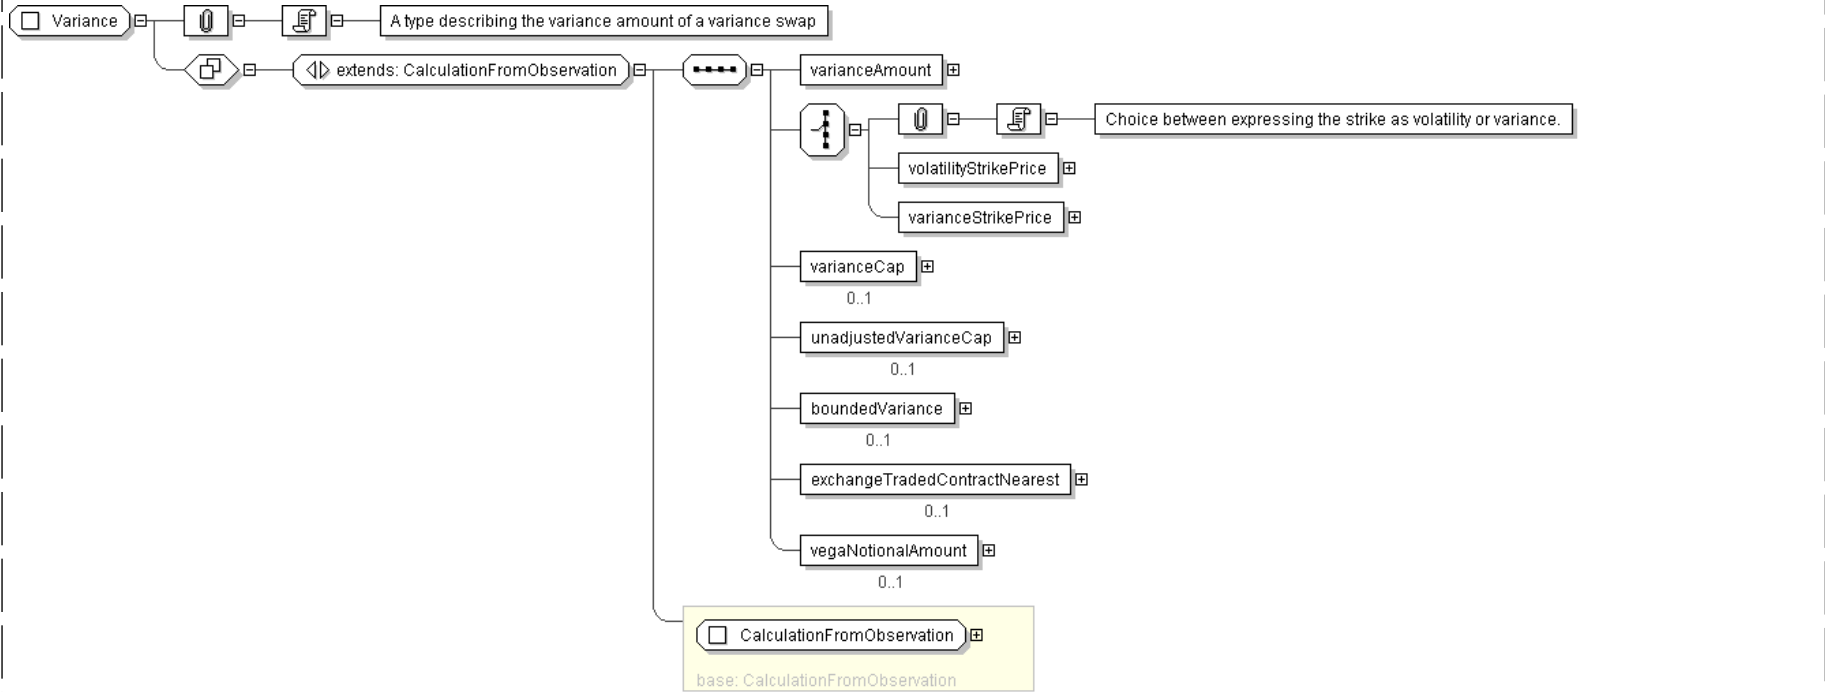 Variance
A type describing the variance amount of a variance swap
extends: CalculationFromObservation
varianceAmount
Choice between expressing the strike as volatility or variance.
volatilityStrikePrice
varianceStrikePrice
varianceCap
0..1
unadjustedVarianceCap
0..1
boundedVariance
0..1
exchangeTradedContractNearest
0..1
vegaNotionalAmount
0..1
CalculationFromObservation
base: CalculationFromObservation